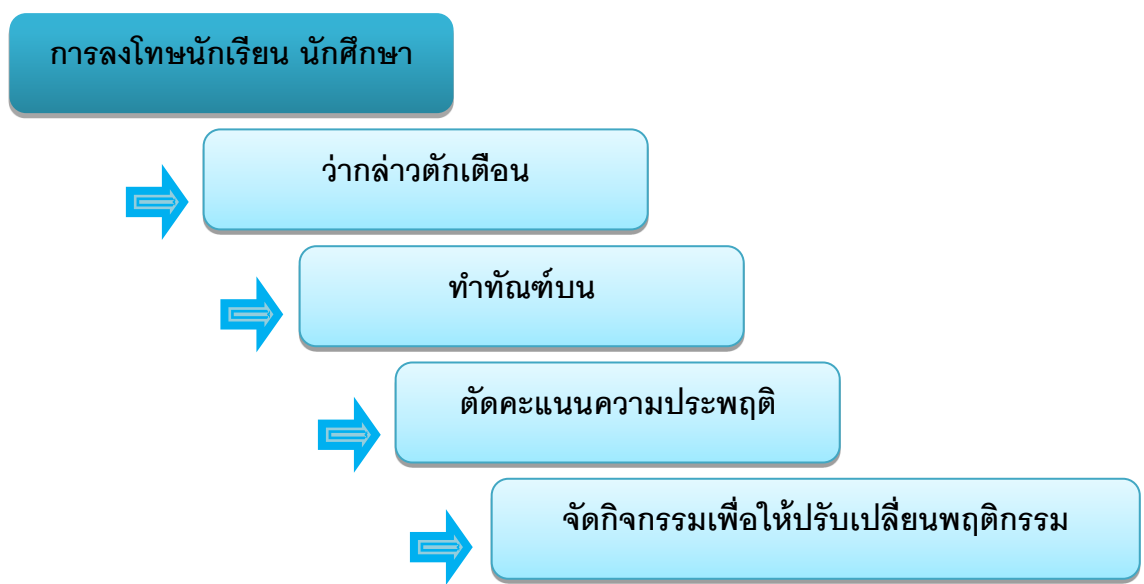 การลงโทษนักเรียน นักศึกษา
ว่ากล่าวตักเตือน
ทำทัณฑ์บน
ตัดคะแนนความประพฤติ
จัดกิจกรรมเพื่อให้ปรับเปลี่ยนพฤติกรรม